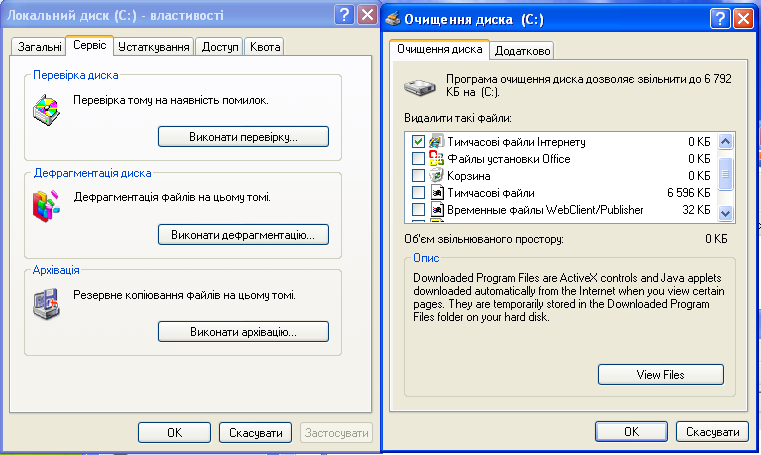 Локальний диск (C:) - властивості
Загальні
Сервіс
Устаткування
Доступ
Квота
Перевірка диска
Перевірка тому на наявність помилок.
Виконати перевірку...
Дефрагментація диска
Дефрагментація файлів на цьому томі.
Виконати дефрагментацію...
Архівація
Резервне копіювання файлів на цьому томі.
Виконати архівацію...
OK
Скасувати
Застосувати
Очищення диска (C:)
Очищення диска
Додатково
Програма очищення диска дозволяє звільнити до 6 792
КБ на (C:).
Видалити такі файли:
Тимчасові файли Інтернету 0 КБ
Файлы установки Office 0 КБ
Корзина 0 КБ
Тимчасові файли 6 596 КБ
Временные файлы WebClient/Publisher 32 КБ
Об'єм звільнюваного простору: 0 КБ
Опис
Downloaded Program Files are ActiveX controls and Java applets
downloaded automatically from the Internet when you view certain
pages. They are temporarily stored in the Downloaded Program
Files folder on your hard disk.
View Files
OK
Скасувати